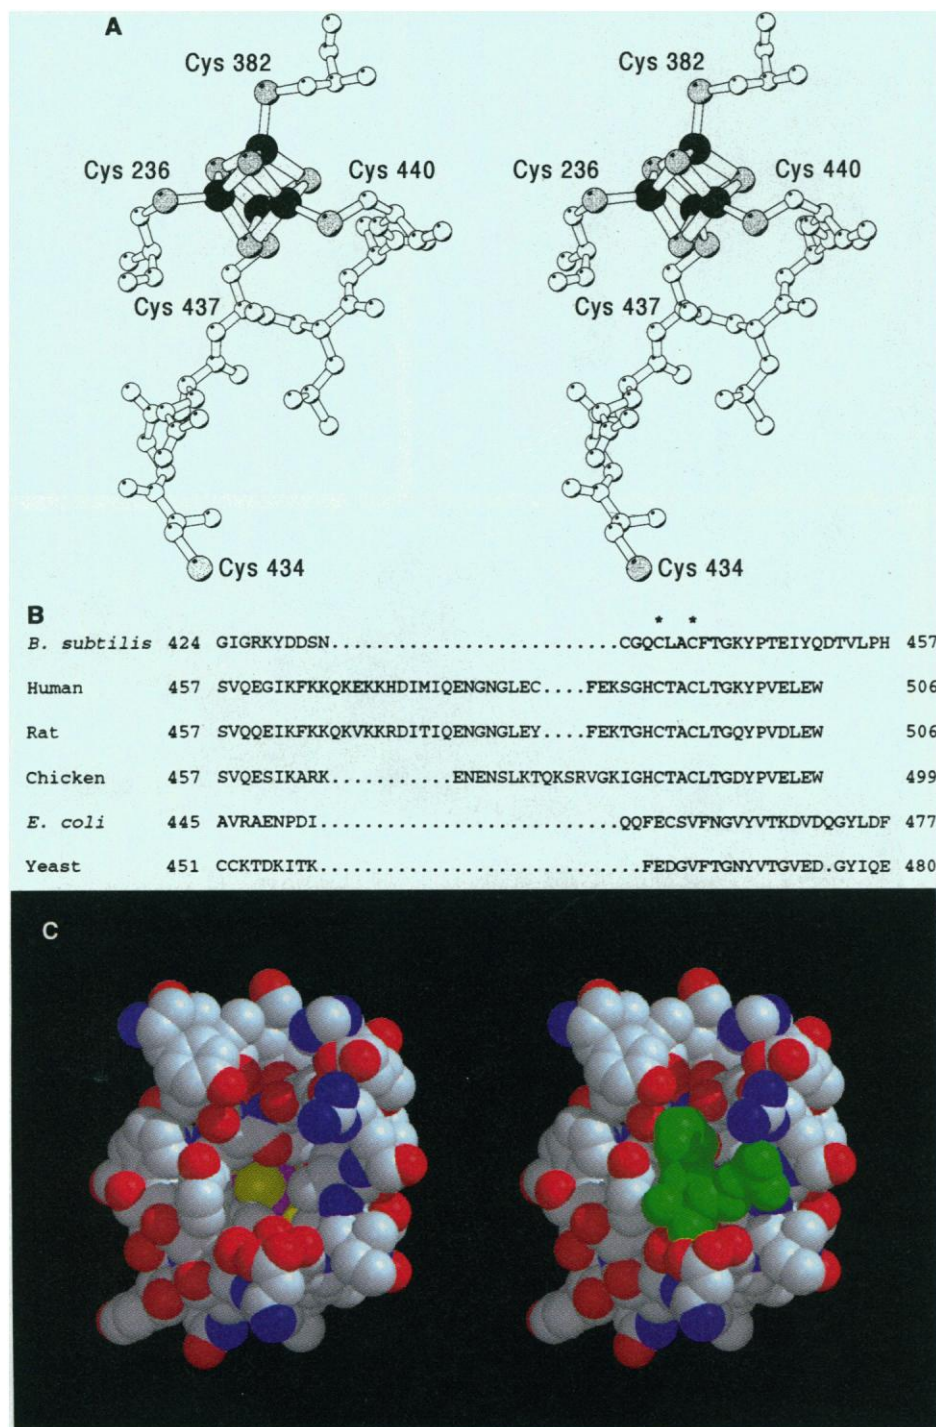 A
Cys 382 Cys 382
Cys 236 Cys 440 Cys 236 Cys 440
Cys 437 Cys 437
Cys 434 Cys 434
B
* *
B. subtilis 424 GIGRKYDDSN..........................CGQCLACFTGKYPTEIYQDTVLPH 457
Human 457 SVQEGIKFKKQKEKKHDIMIQENGNGLEC....FEKSGHCTACLTGKYPVELEW 506
Rat 457 SVQQEIKFKKQKVKKRDITIQENGNGLEY....FEKTGHCTACLTGQYPVDLEW 506
Chicken 457 SVQESIKARK...........ENENSLKTQKSRVGKIGHCTACLTGDYPVELEW 499
E. coli 445 AVRAENPDI...........................QQFECSVFNGVYVTKDVDQGYLDF 477
Yeast 451 CCKTDKITK.............................FEDGVFTGNYVTGVED.GYIQE 480
C